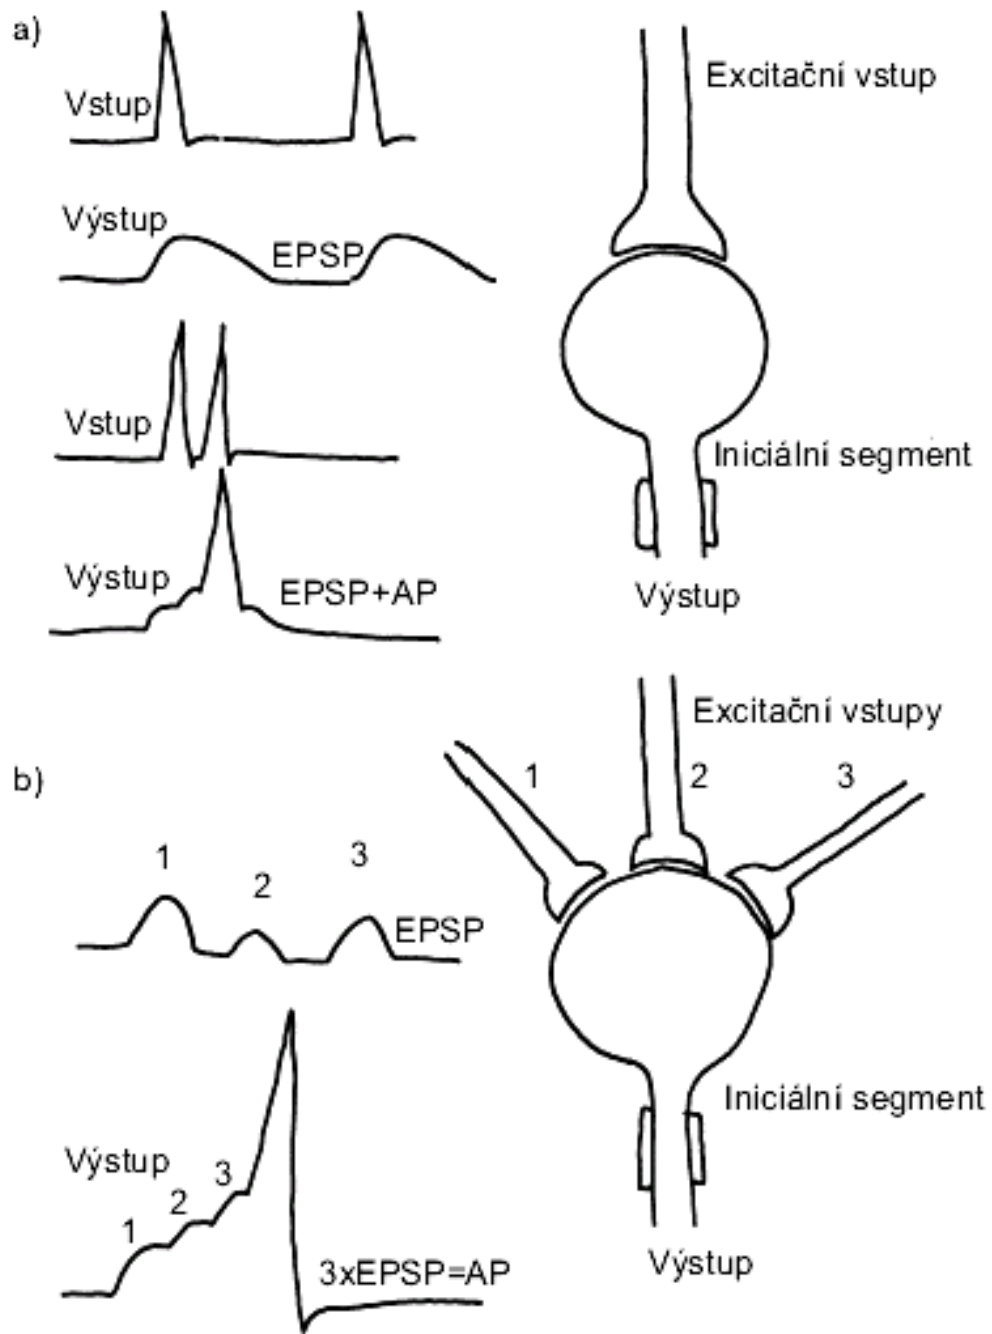 a)
Vstup
Excitační vstup
Výstup
EPSP
Vstup
Iniciální segment
Výstup
EPSP+AP
Výstup
Excitační vstupy
b)
1
2
3
1
2
3
EPSP
Iniciální segment
Výstup
1
2
3
3xEPSP=AP
Výstup